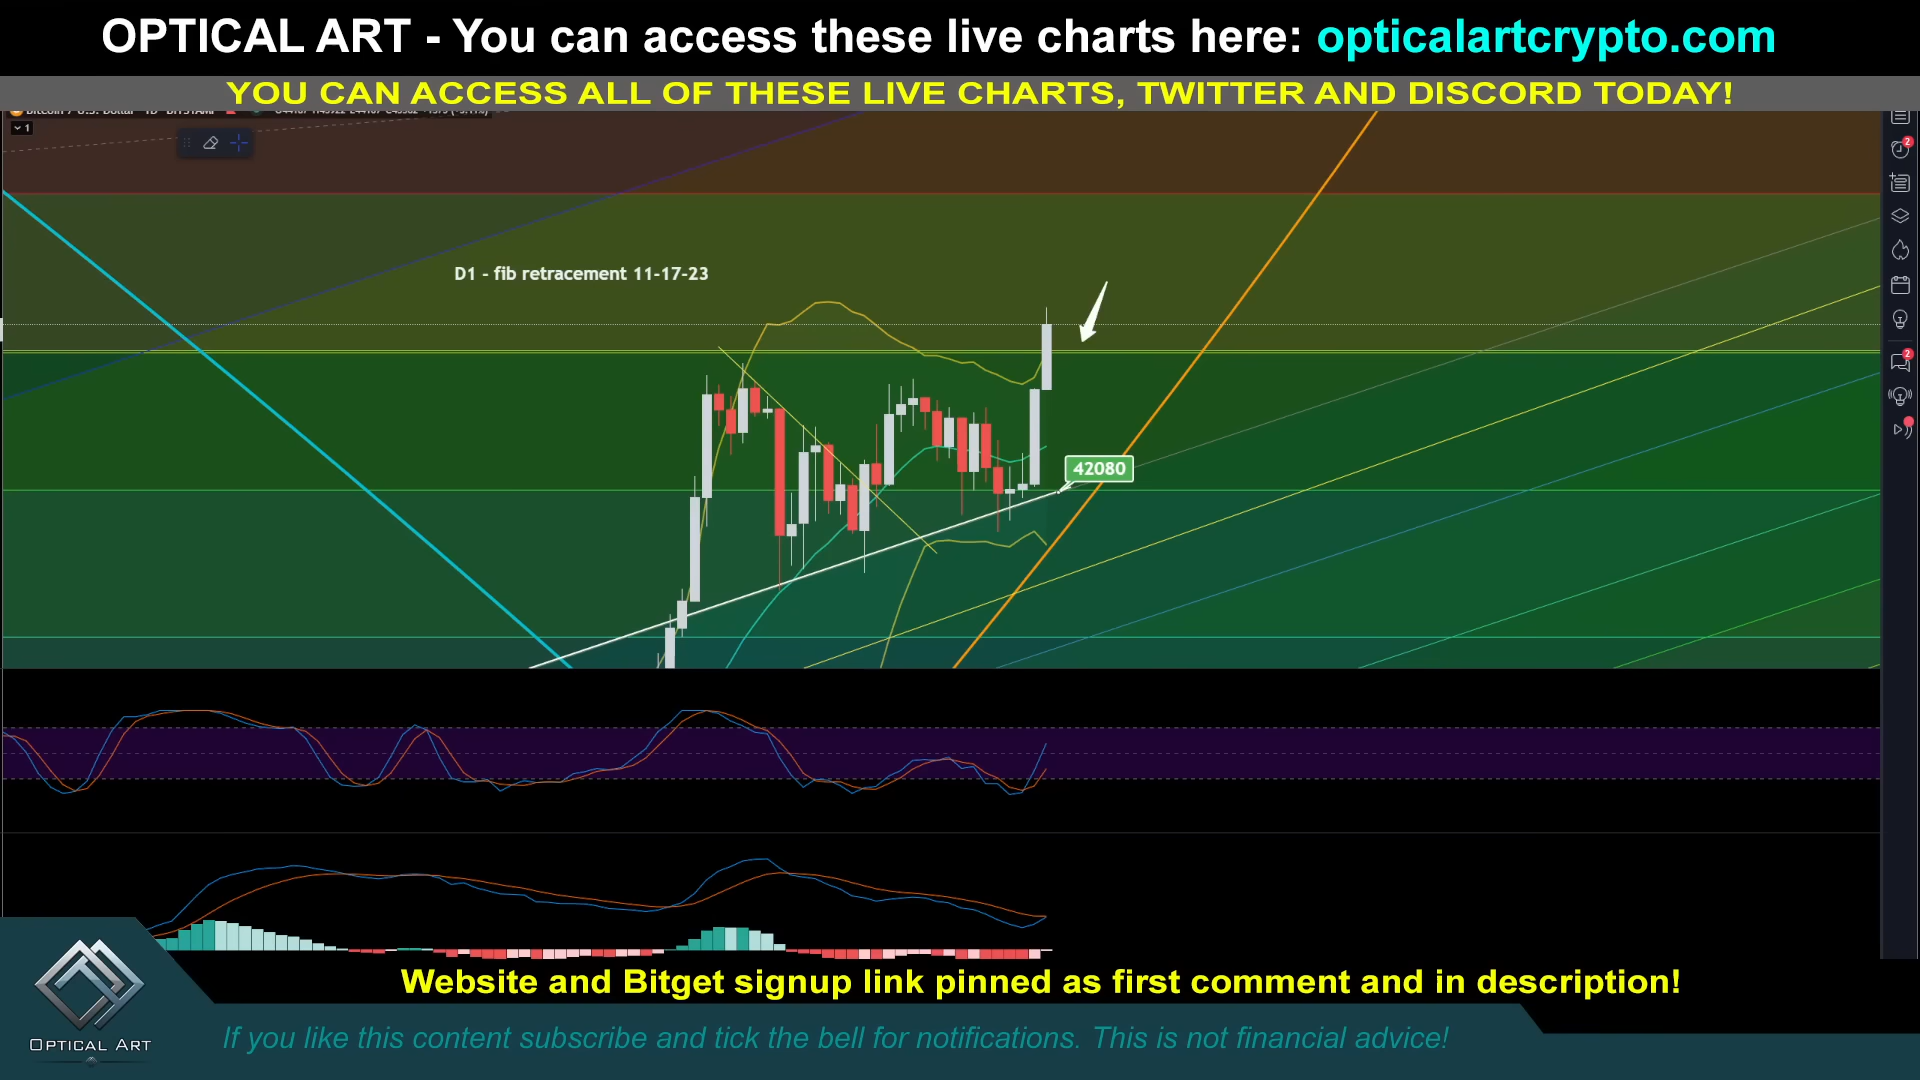 OPTICAL ART - You can access these live charts here: opticalartcrypto.com
YOU CAN ACCESS ALL OF THESE LIVE CHARTS, TWITTER AND DISCORD TODAY!
1
2
D1 - fib retracement 11-17-23
2
42080
Website and Bitget signup link pinned as first comment and in description!
If you like this content subscribe and tick the bell for notifications. This is not financial advice!
OPTICAL ART